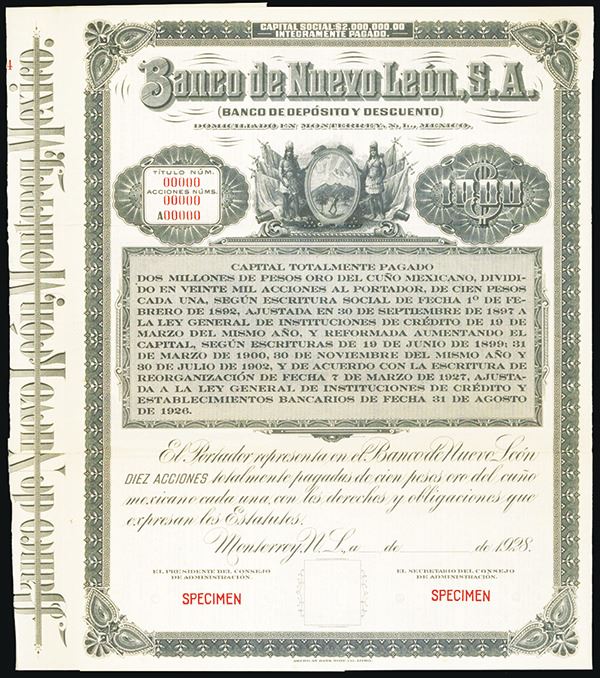 CAPITAL SOCIAL: $2.000.000.00
INTEGRAMENTE PAGADO.
Banco de Nuevo León, S.A.
(BANCO DE DEPÓSITO Y DESCUENTO)
DOMICILIADO EN MONTERREY, N. L., MEXICO,
TÍTULO NÚM.
00000
ACCIONES NÚMS.
00000
A00000
$1000
CAPITAL TOTALMENTE PAGADO
DOS MILLONES DE PESOS ORO DEL CUÑO MEXICANO, DIVIDI-
DO EN VEINTE MIL ACCIONES AL PORTADOR, DE CIEN PESOS
CADA UNA, SEGÚN ESCRITURA SOCIAL DE FECHA 1º DE FE-
BRERO DE 1892, AJUSTADA EN 30 DE SEPTIEMBRE DE 1897 A
LA LEY GENERAL DE INSTITUCIONES DE CRÉDITO DE 19 DE
MARZO DEL MISMO AÑO, Y REFORMADA AUMENTANDO EL
CAPITAL, SEGÚN ESCRITURAS DE 19 DE JUNIO DE 1899; 31
DE MARZO DE 1900, 30 DE NOVIEMBRE DEL MISMO AÑO Y
30 DE JULIO DE 1902, Y DE ACUERDO CON LA ESCRITURA DE
REORGANIZACIÓN DE FECHA 7 DE MARZO DE 1927, AJUSTA-
DA A LA LEY GENERAL DE INSTITUCIONES DE CRÉDITO Y
ESTABLECIMIENTOS BANCARIOS DE FECHA 31 DE AGOSTO
DE 1926.
El Portador representa en el Banco de Nuevo León
DIEZ ACCIONES totalmente pagadas de cien pesos oro del cuño
mexicano cada una, con los derechos y obligaciones que
expresan los Estatutos.
Monterrey, N. L., a de de 1928.
EL PRESIDENTE DEL CONSEJO
DE ADMINISTRACIÓN.
EL SECRETARIO DEL CONSEJO
DE ADMINISTRACIÓN.
SPECIMEN
SPECIMEN
AMERICAN BANK NOTE CO.
Banco de Nuevo León